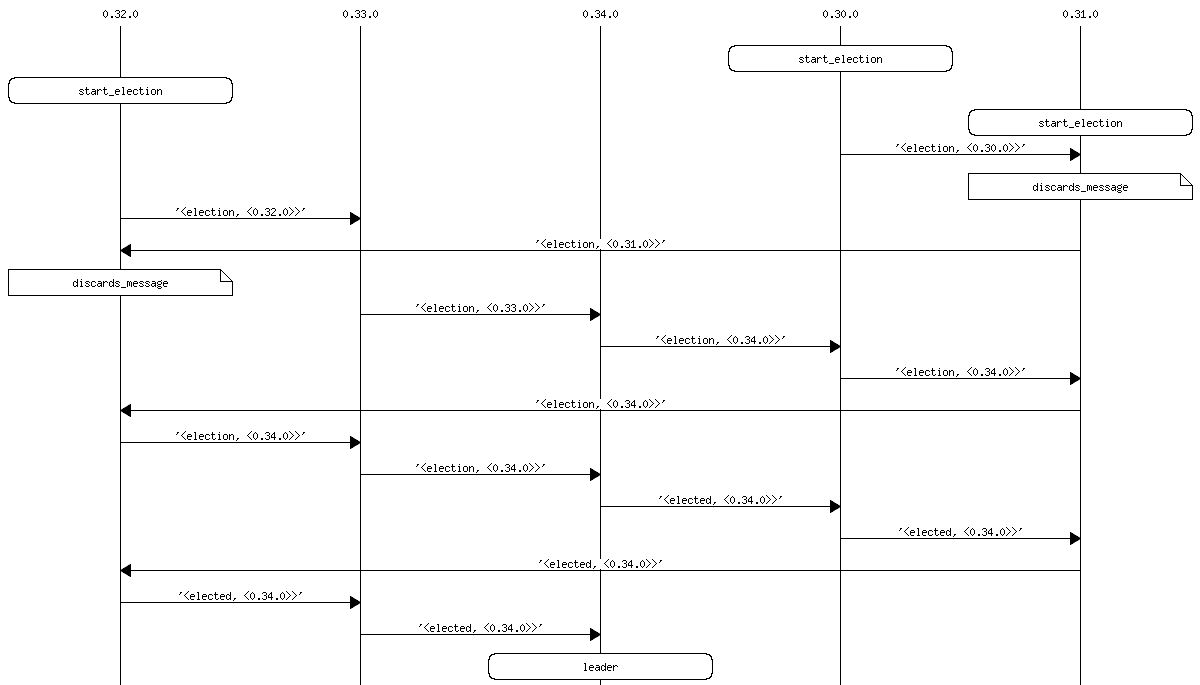 0.32.0 0.33.0 0.34.0 0.30.0 0.31.0
start_election
start_election
start_election
'<election, <0.30.0>>'
discards_message
'<election, <0.32.0>>'
'<election, <0.31.0>>'
discards_message
'<election, <0.33.0>>'
'<election, <0.34.0>>'
'<election, <0.34.0>>'
'<election, <0.34.0>>'
'<election, <0.34.0>>'
'<election, <0.34.0>>'
'<elected, <0.34.0>>'
'<elected, <0.34.0>>'
'<elected, <0.34.0>>'
'<elected, <0.34.0>>'
'<elected, <0.34.0>>'
leader